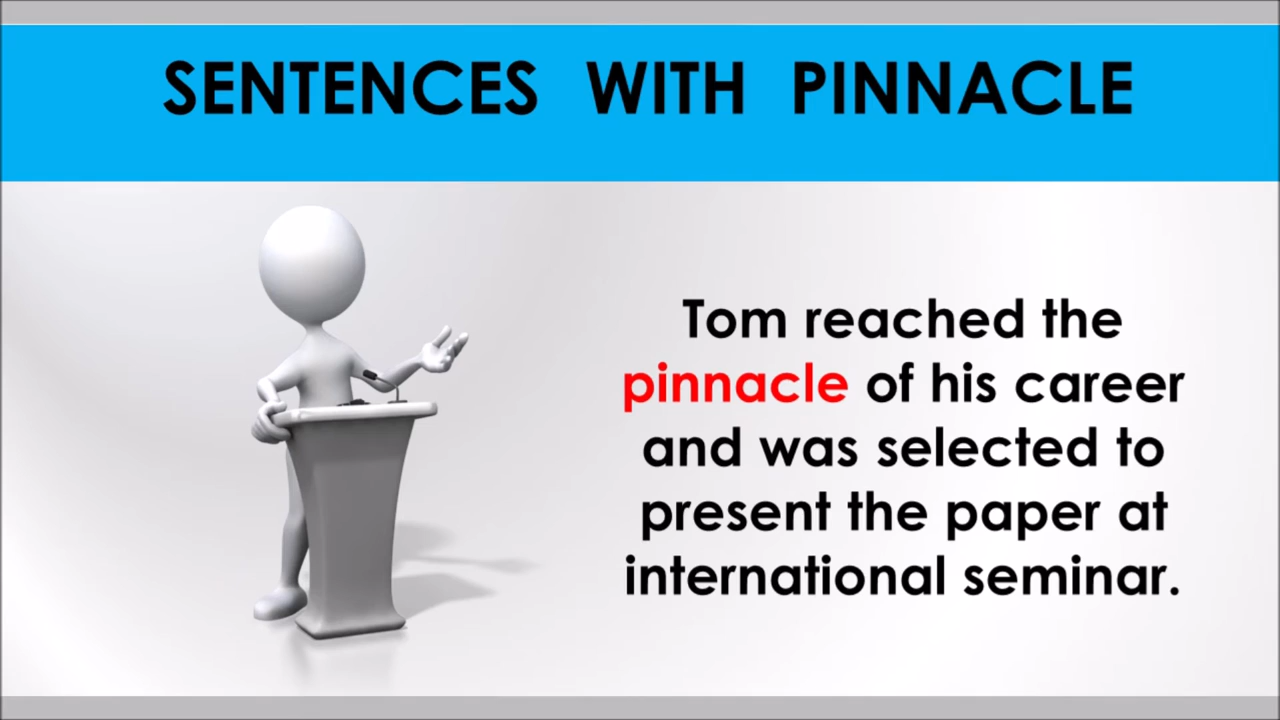 SENTENCES WITH PINNACLE
Tom reached the
pinnacle of his career
and was selected to
present the paper at
international seminar.